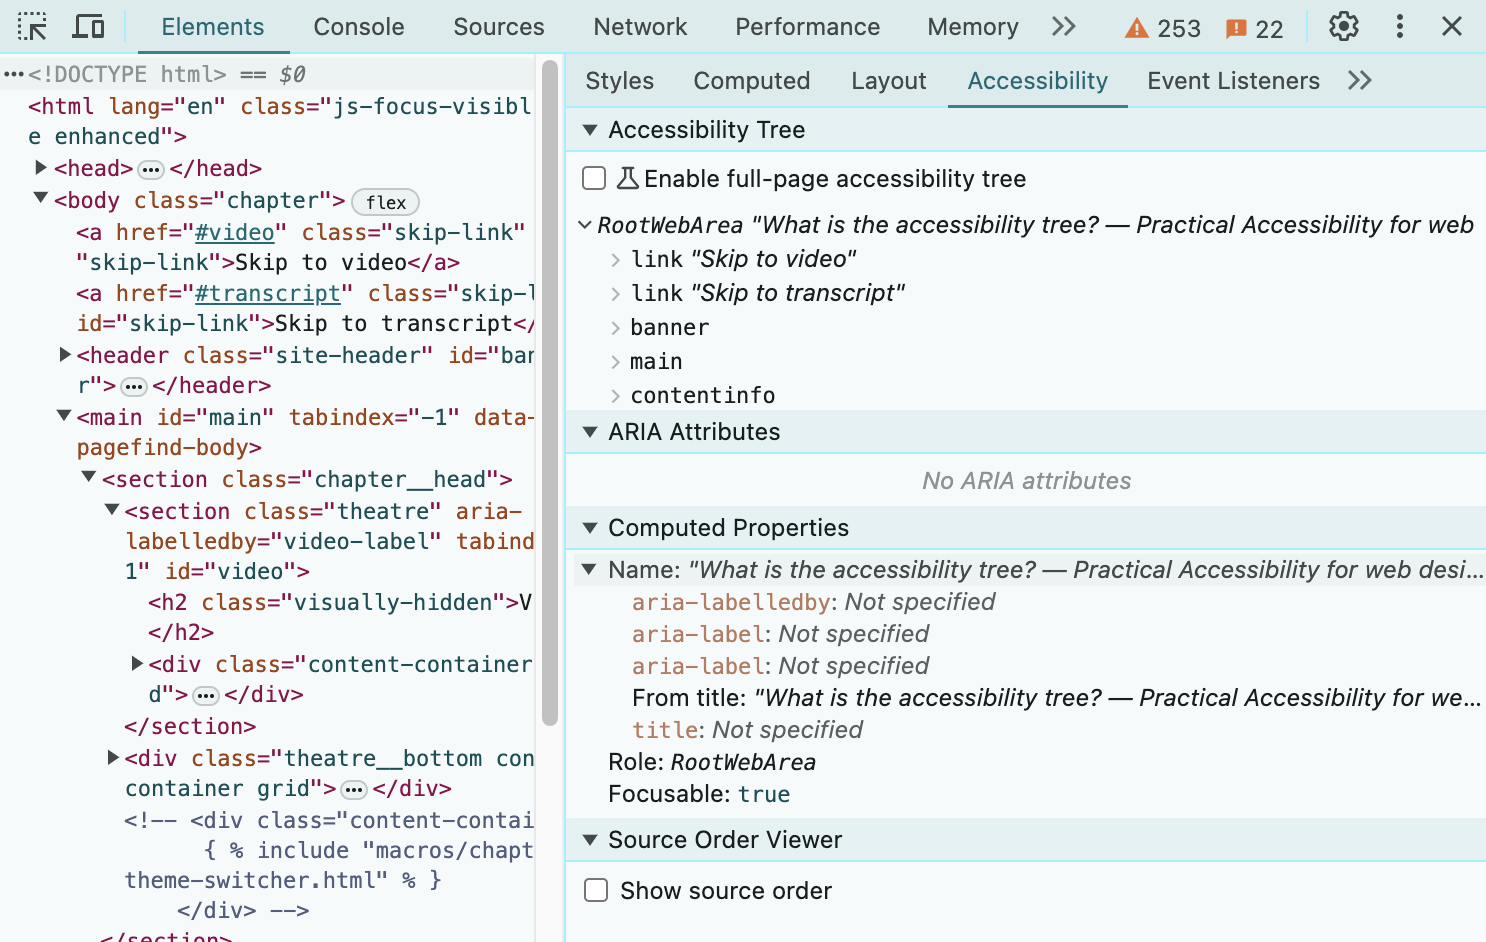 Elements Console Sources Network Performance Memory 253 22
<!DOCTYPE html> == $0
<html lang="en" class="js-focus-visibl
e enhanced">
<head> </head>
<body class="chapter"> flex
<a href="#video" class="skip-link"
"skip-link">Skip to video</a>
<a href="#transcript" class="skip-l
id="skip-link">Skip to transcript</
<header class="site-header" id="ban
r"> </header>
<main id="main" tabindex="-1" data-
pagefind-body>
<section class="chapter__head">
<section class="theatre" aria-
labelledby="video-label" tabind
1" id="video">
<h2 class="visually-hidden">V
</h2>
<div class="content-container
d"> </div>
</section>
<div class="theatre__bottom con
container grid"> </div>
<!-- <div class="content-contai
{ % include "macros/chapt
theme-switcher.html" % }
</div> -->
</section>
Styles Computed Layout Accessibility Event Listeners
Accessibility Tree
Enable full-page accessibility tree
RootWebArea "What is the accessibility tree? — Practical Accessibility for web
link "Skip to video"
link "Skip to transcript"
banner
main
contentinfo
ARIA Attributes
No ARIA attributes
Computed Properties
Name: "What is the accessibility tree? — Practical Accessibility for web desi...
aria-labelledby: Not specified
aria-label: Not specified
aria-label: Not specified
From title: "What is the accessibility tree? — Practical Accessibility for we...
title: Not specified
Role: RootWebArea
Focusable: true
Source Order Viewer
Show source order